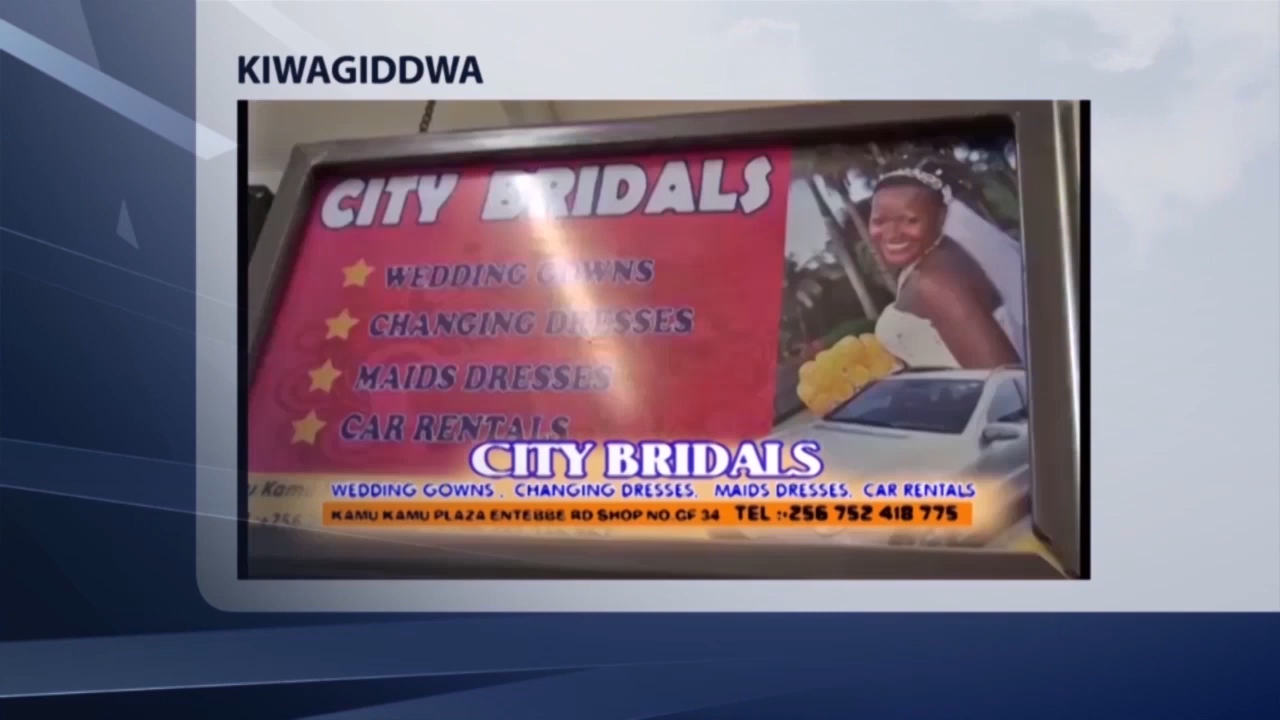 KIWAGIDDWA
CITY BRIDALS
WEDDING GOWNS
CHANGING DRESSES
MAIDS DRESSES
CAR RENTALS
CITY BRIDALS
WEDDING GOWNS , CHANGING DRESSES, MAIDS DRESSES, CAR RENTALS
KAMU KAMU PLAZA ENTEBBE RD SHOP NO GF 34 TEL :+256 752 418 775